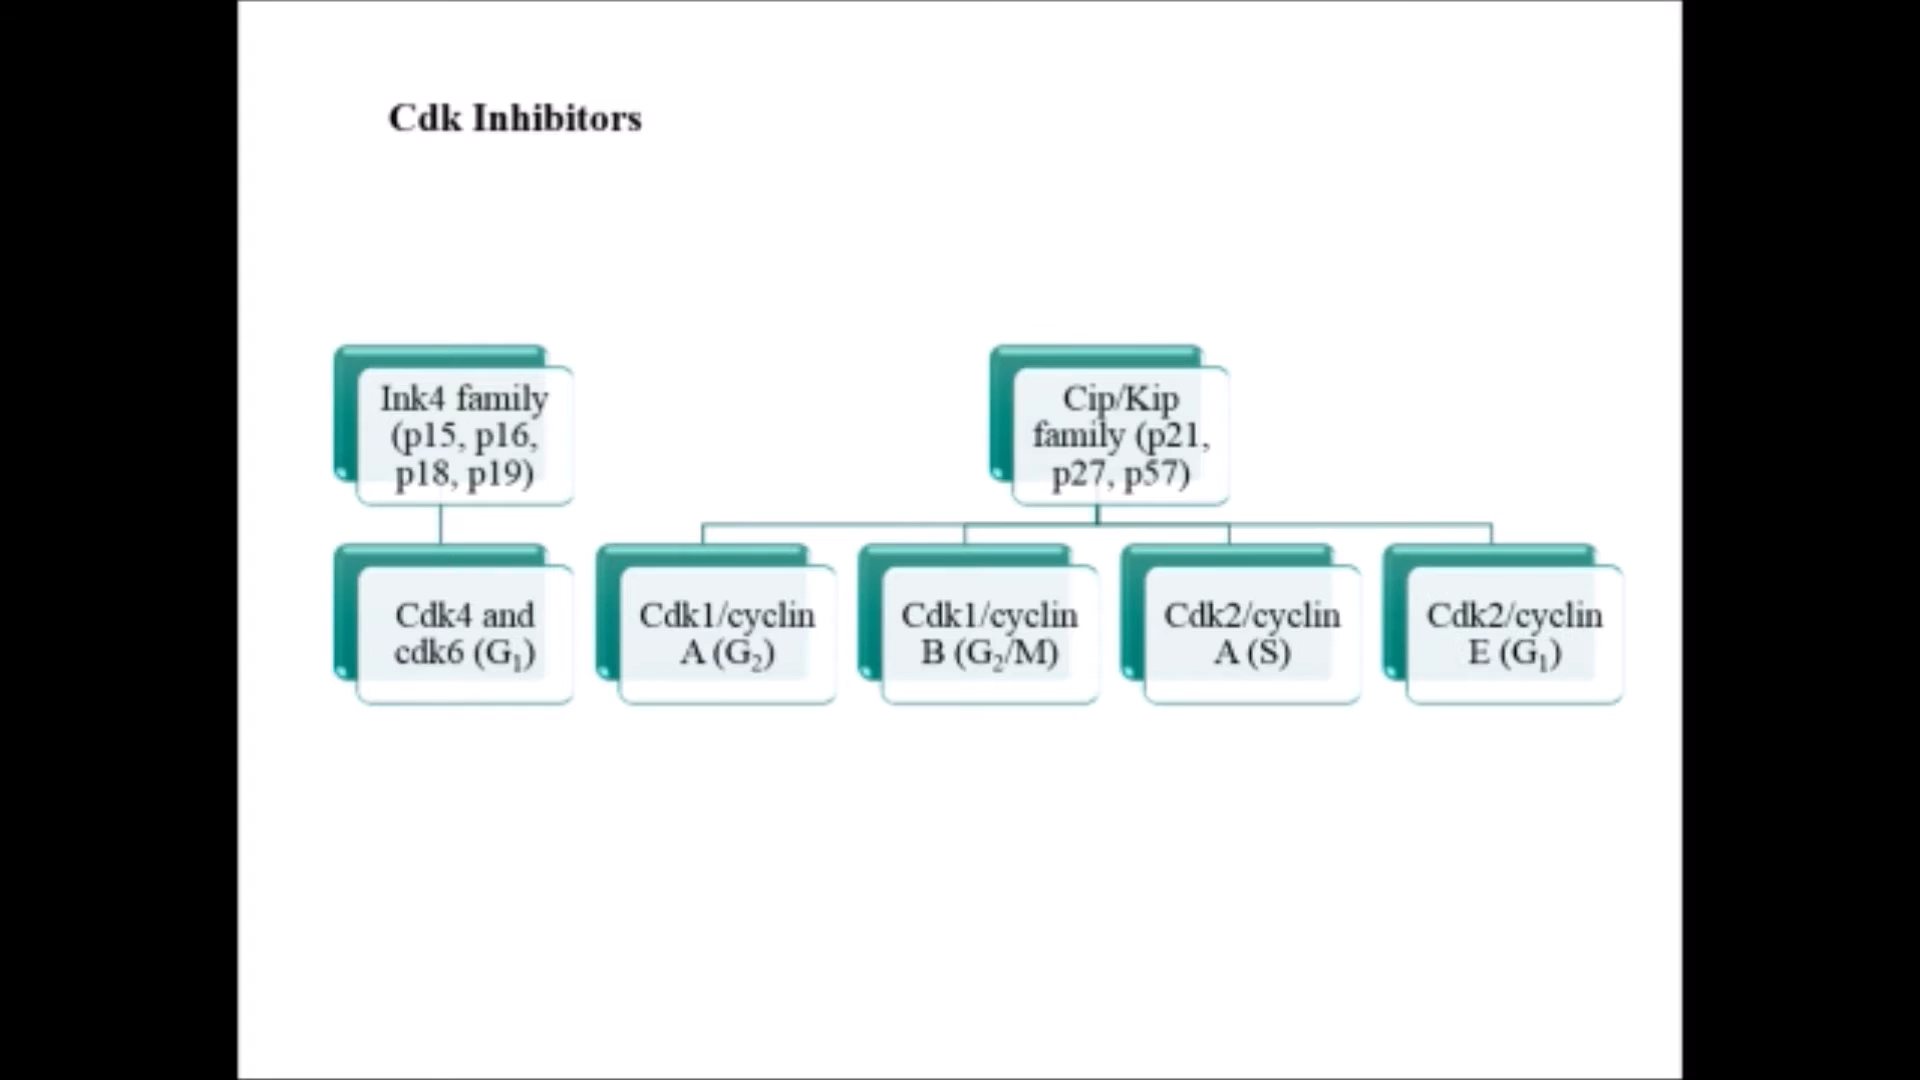 Cdk Inhibitors
Ink4 family
(p15, p16,
p18, p19)
Cip/Kip
family (p21,
p27, p57)
Cdk4 and
cdk6 (G₁)
Cdk1/cyclin
A (G₂)
Cdk1/cyclin
B (G₂/M)
Cdk2/cyclin
A (S)
Cdk2/cyclin
E (G₁)